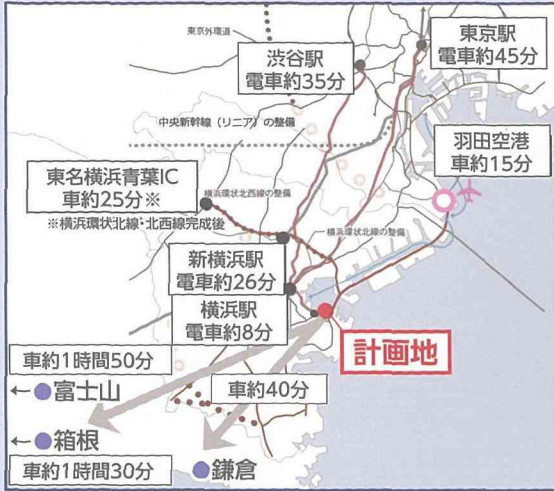 東京外環道
東京駅
電車約45分
渋谷駅
電車約35分
中央新幹線（リニア）の整備
羽田空港
車約15分
東名横浜青葉IC
車約25分※
※横浜環状北線・北西線完成後
横浜環状北西線の整備
横浜環状北線の整備
新横浜駅
電車約26分
横浜駅
電車約8分
計画地
車約1時間50分
←●富士山
車約40分
←●箱根
車約1時間30分
●鎌倉